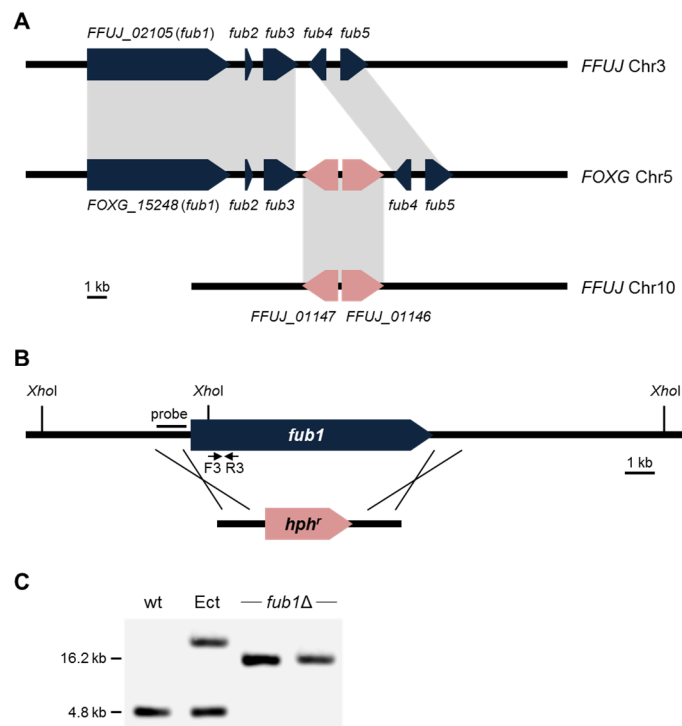 A
FFUJ_02105 (fub1) fub2 fub3 fub4 fub5
FFUJ Chr3
FOXG Chr5
FOXG_15248 (fub1) fub2 fub3 fub4 fub5
1 kb
FFUJ Chr10
FFUJ_01147 FFUJ_01146
B
XhoI XhoI XhoI
probe
fub1
F3 R3
1 kb
hphʳ
C
wt Ect fub1Δ
16.2 kb
4.8 kb